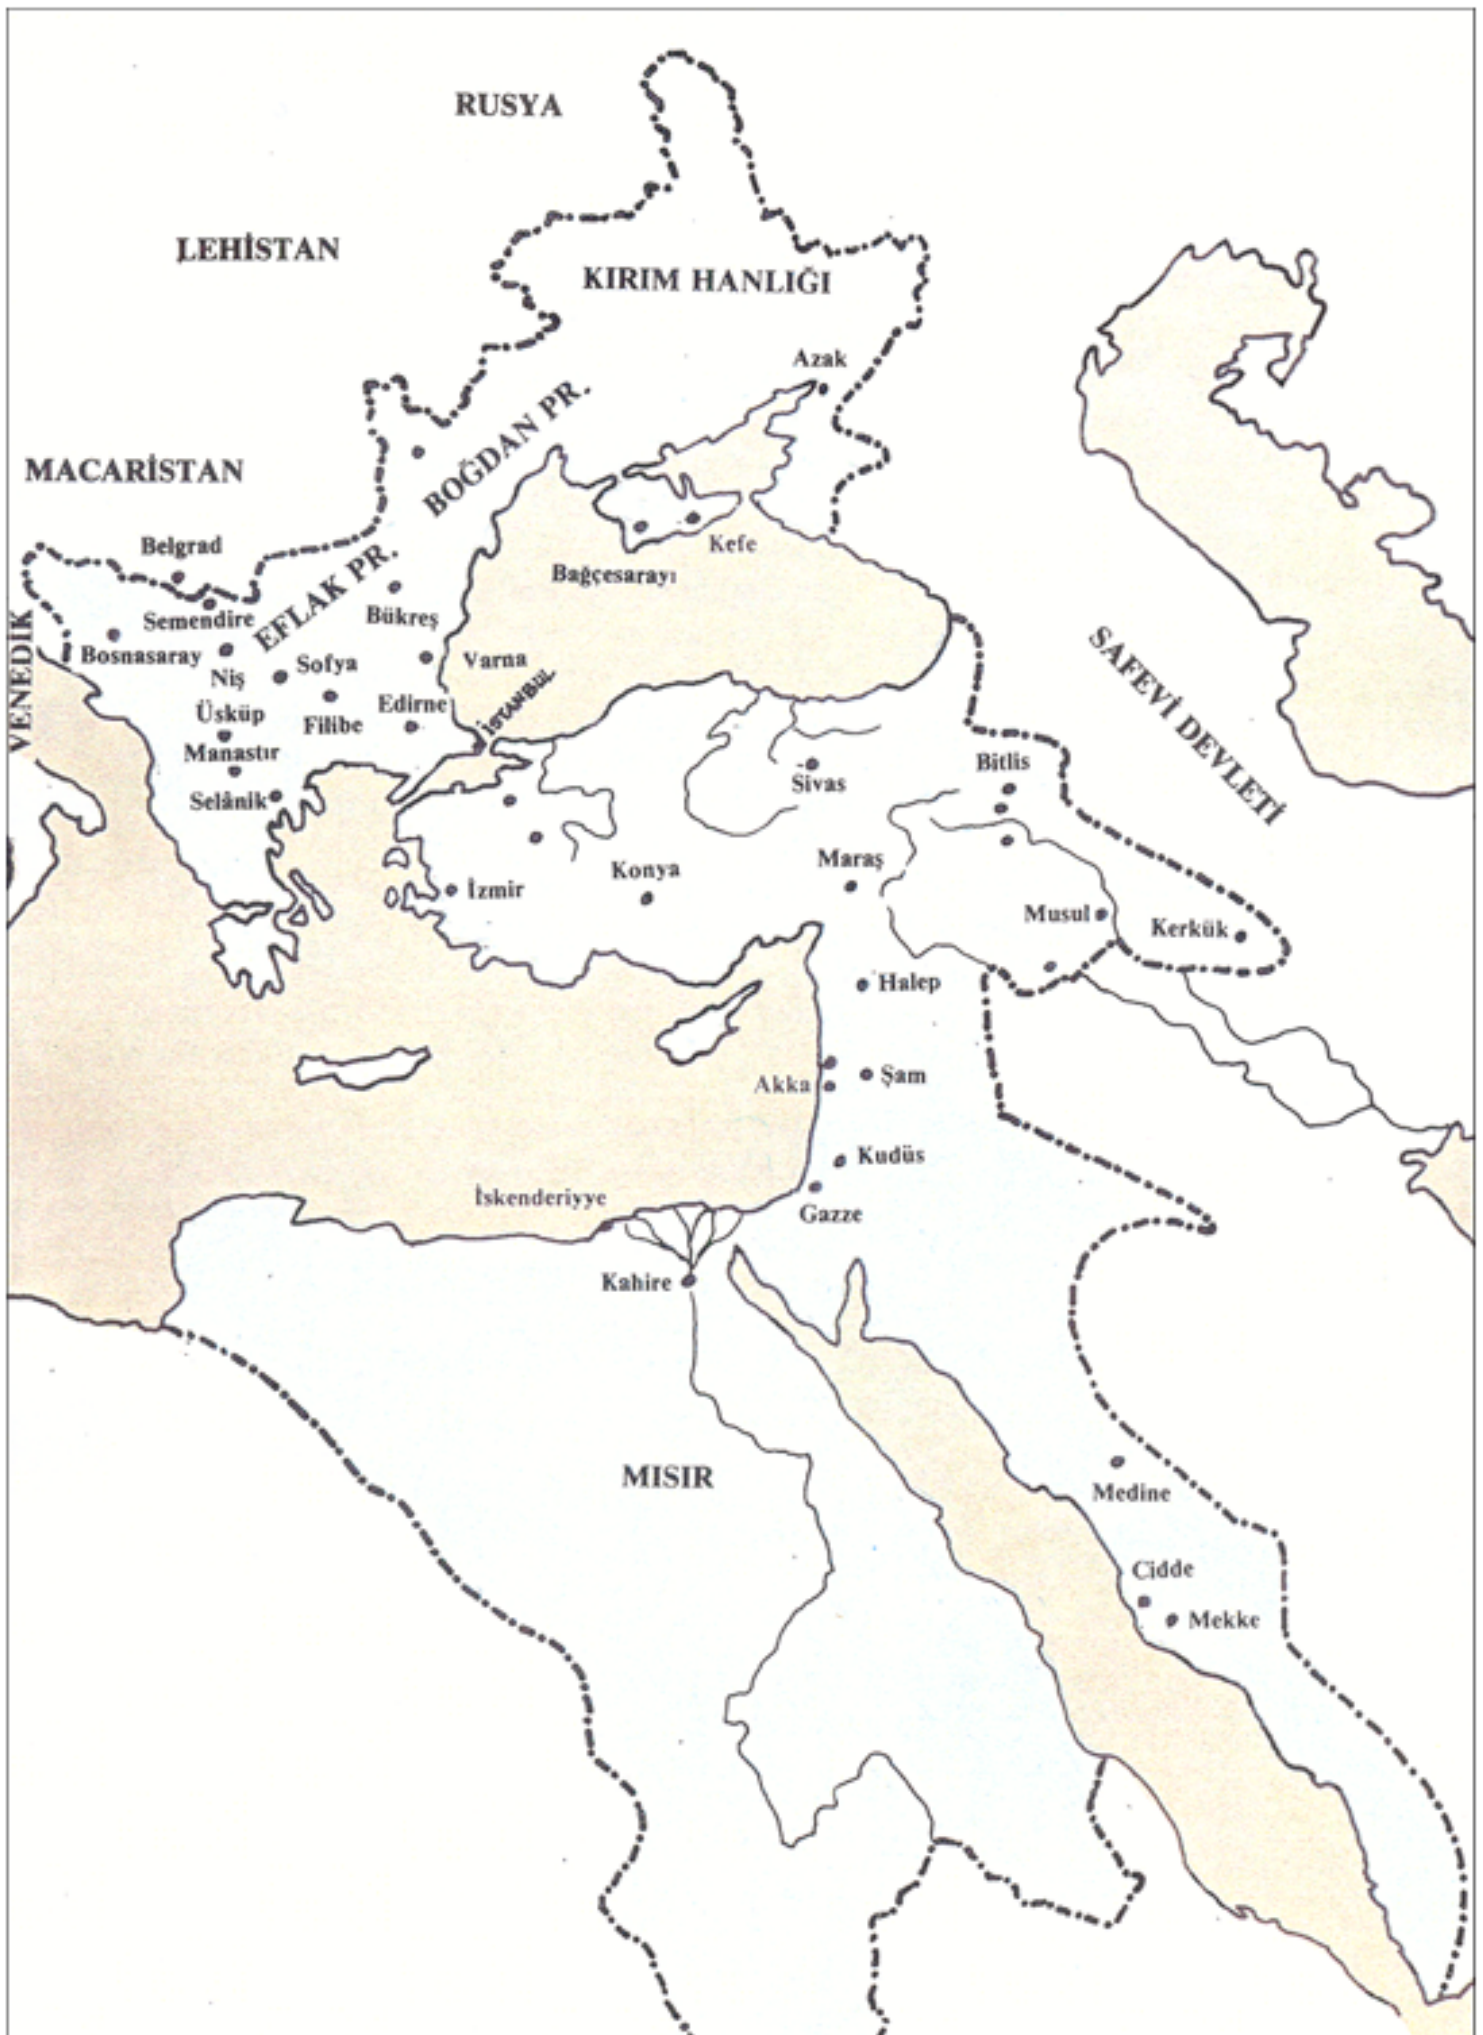 RUSYA
LEHİSTAN
KIRIM HANLIĞI
Azak
BOĞDAN PR.
MACARİSTAN
Belgrad
Kefe
Bağçesarayı
EFLAK PR.
Semendire
Bükreş
VENEDİK
Bosnasaray
Niş
Sofya
Varna
SAFEVİ DEVLETİ
Üsküp
Filibe
Edirne
İSTANBUL
Manastır
Selânik
Sivas
Bitlis
İzmir
Konya
Maraş
Musul
Kerkük
Halep
Akka
Şam
Kudüs
İskenderiyye
Gazze
Kahire
MISIR
Medine
Cidde
Mekke